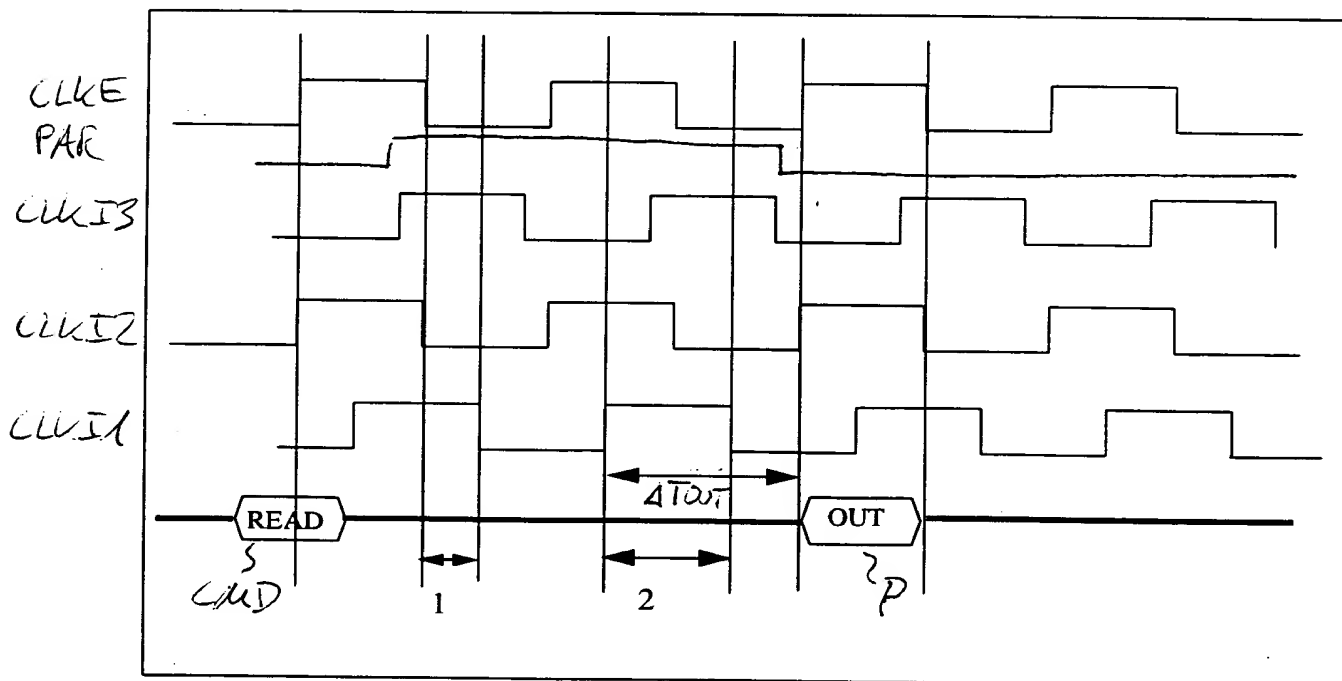 CLKE
PAR
CLKI3
CLKI2
CLKI1
ΔTOUT
READ
OUT
CMD
1
2
P